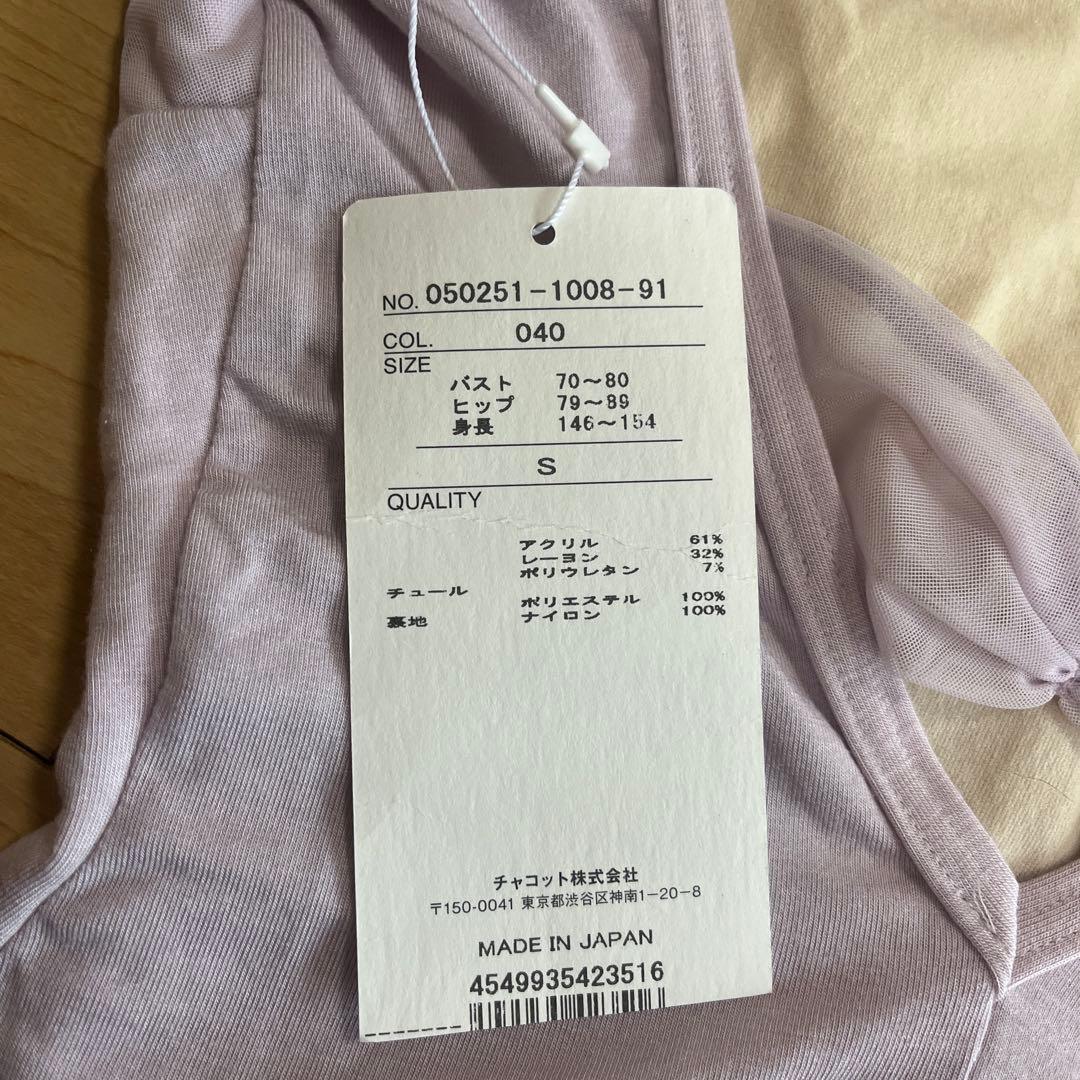 NO. 050251-1008-91
COL. 040
SIZE
バスト 70〜80
ヒップ 79〜89
身長 146〜154
S
QUALITY
アクリル 61%
レーヨン 32%
ポリウレタン 7%
チュール
ポリエステル 100%
裏地 ナイロン 100%
チャコット株式会社
〒150-0041 東京都渋谷区神南1-20-8
MADE IN JAPAN
4549935423516